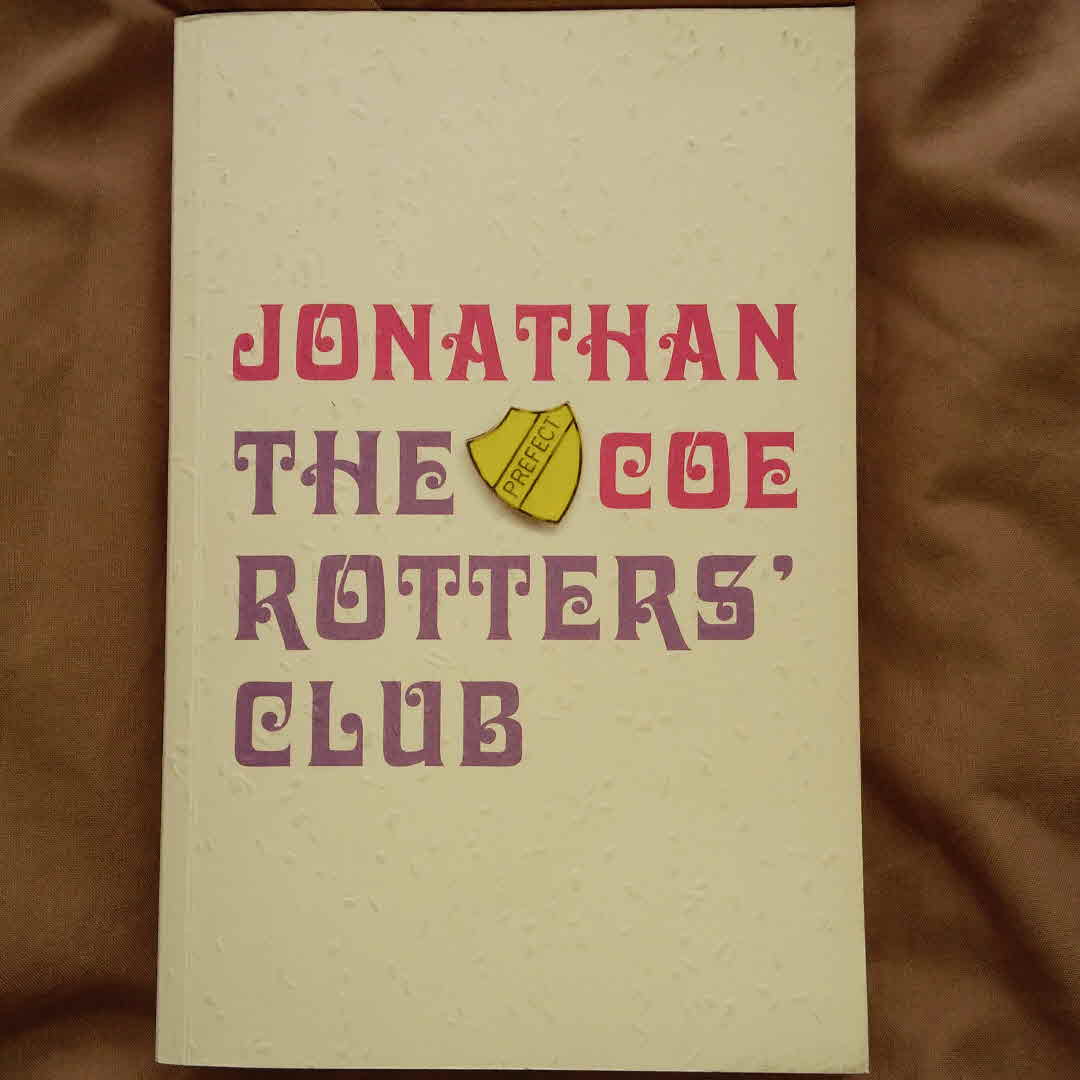 JONATHAN
THE PREFECT COE
ROTTERS'
CLUB